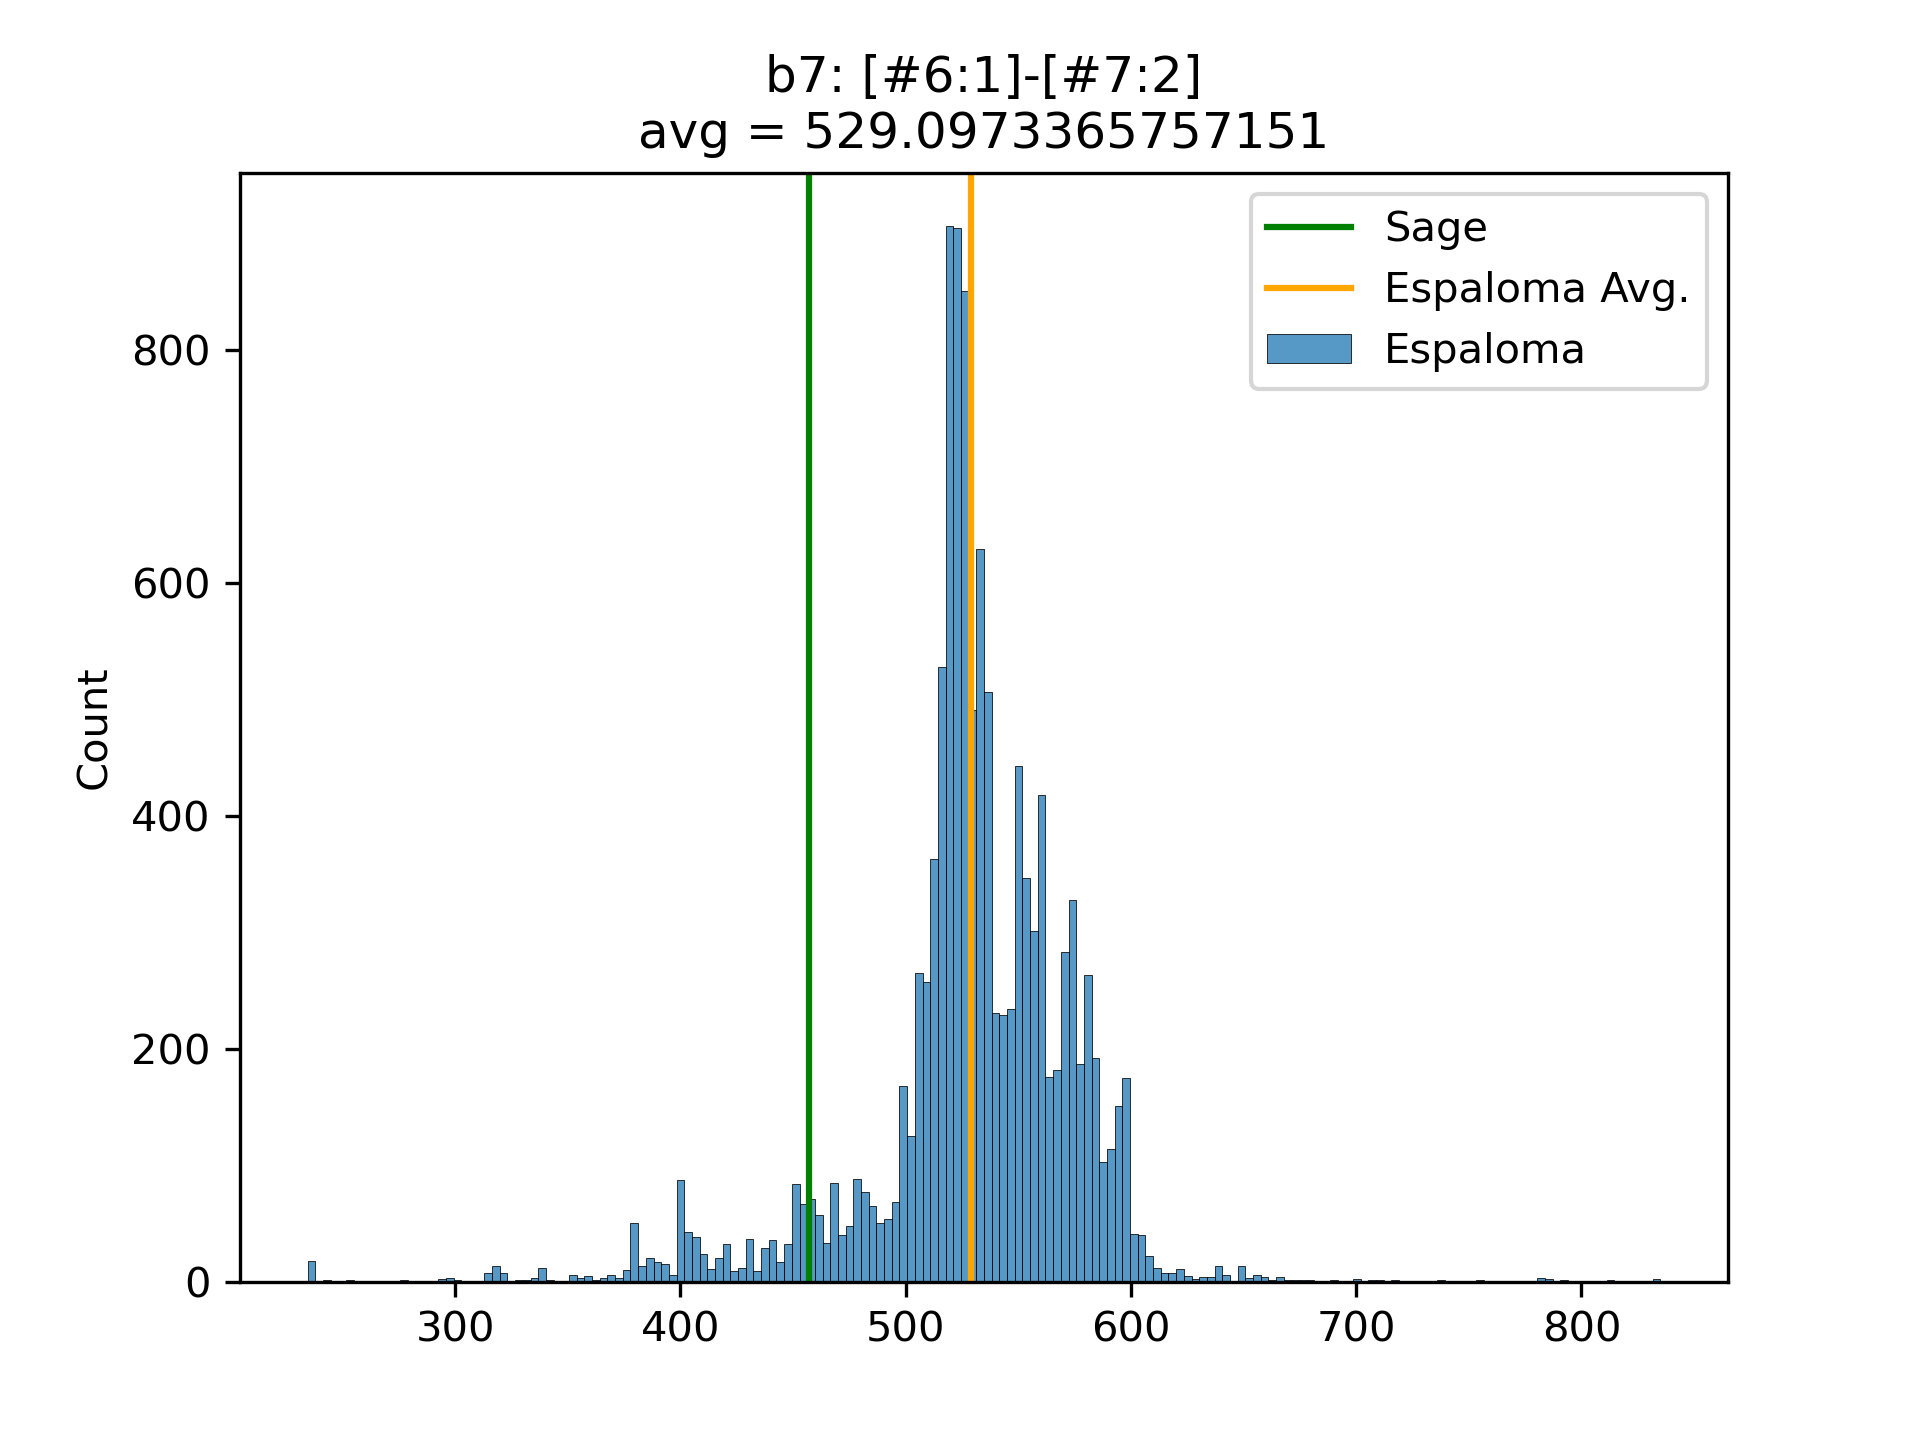 b7: [#6:1]-[#7:2]
avg = 529.0973365757151
Sage
Espaloma Avg.
Espaloma
Count
800
600
400
200
0
300 400 500 600 700 800